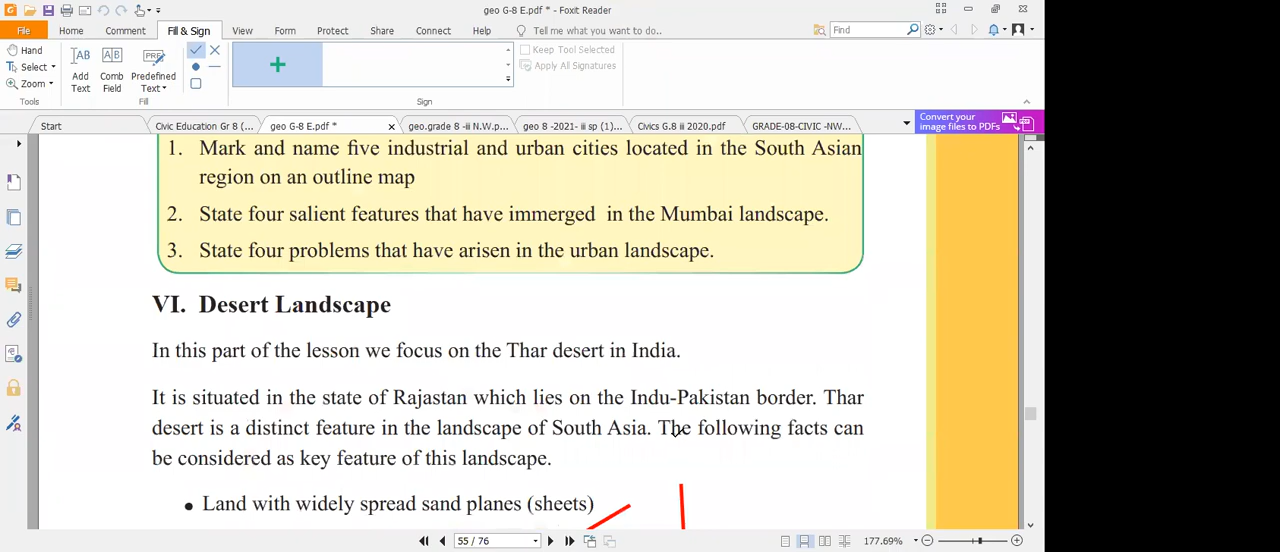 geo G-8 E.pdf * - Foxit Reader
File Home Comment Fill & Sign View Form Protect Share Connect Help Tell me what you want to do.. Find
Hand
Select
Zoom
Tools
Add Text
Comb Field
Predefined Text
Fill
Sign
Keep Tool Selected
Apply All Signatures
Start Civic Education Gr 8 (... geo G-8 E.pdf * geo.grade 8 -ii N.W.p... geo 8 -2021- ii sp (1)... Civics G.8 ii 2020.pdf GRADE-08-CIVIC -NW...
Convert your
image files to PDFs
1. Mark and name five industrial and urban cities located in the South Asian
region on an outline map
2. State four salient features that have immerged in the Mumbai landscape.
3. State four problems that have arisen in the urban landscape.
VI. Desert Landscape
In this part of the lesson we focus on the Thar desert in India.
It is situated in the state of Rajastan which lies on the Indu-Pakistan border. Thar
desert is a distinct feature in the landscape of South Asia. The following facts can
be considered as key feature of this landscape.
• Land with widely spread sand planes (sheets)
55 / 76
177.69%